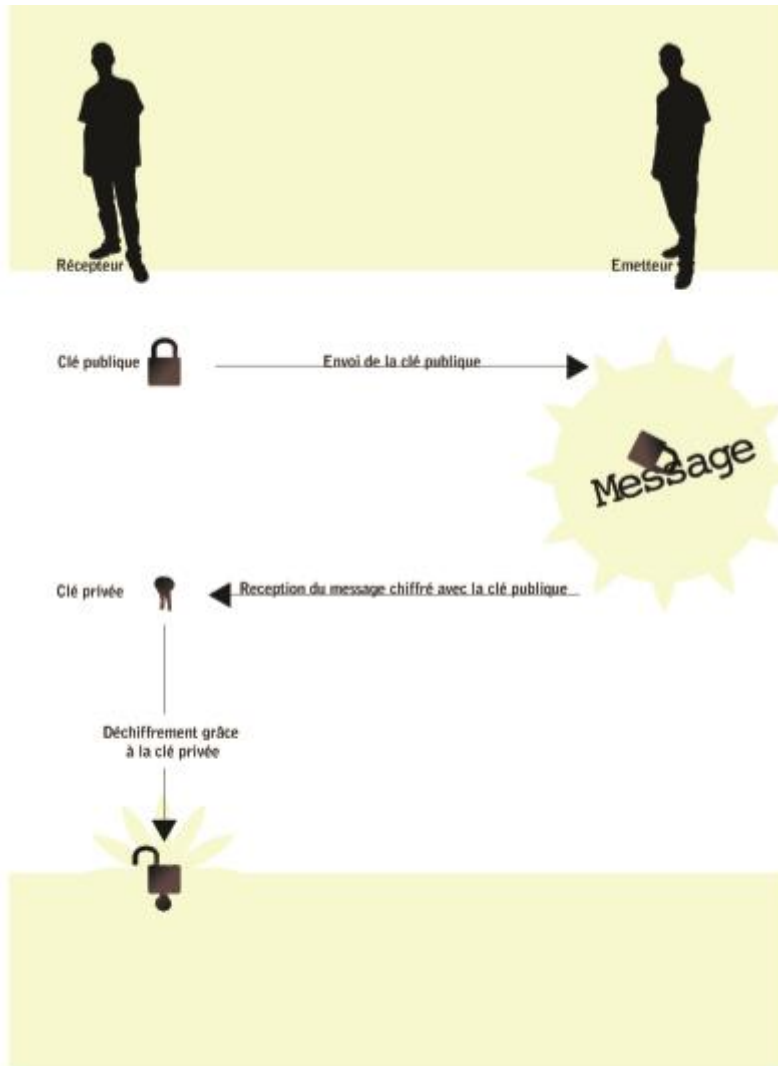 Récepteur
Emetteur
Clé publique
Envoi de la clé publique
Message
Clé privée
Reception du message chiffré avec la clé publique
Déchiffrement grâce
à la clé privée